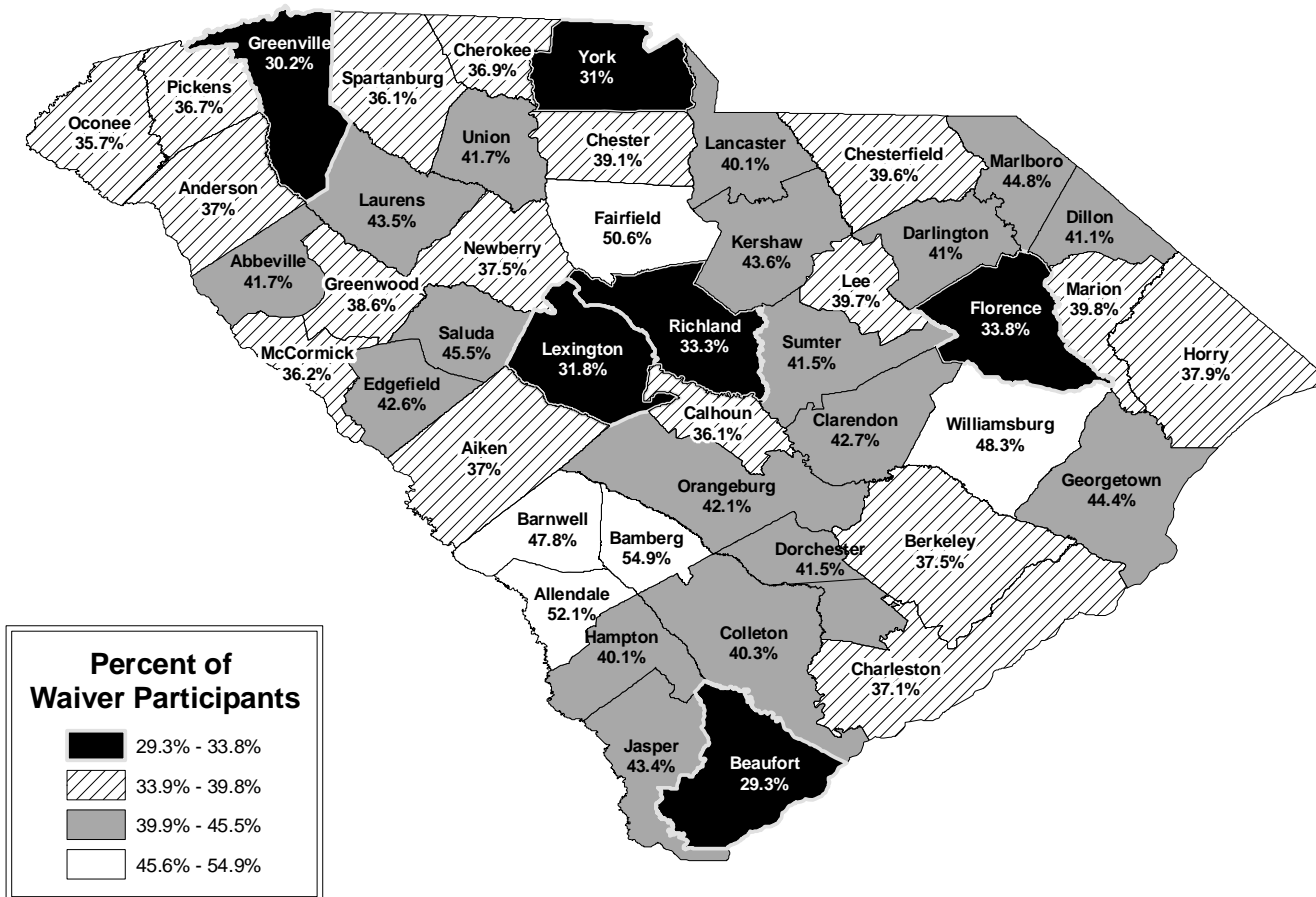 Greenville
30.2%
Cherokee
36.9%
York
31%
Pickens
36.7%
Spartanburg
36.1%
Oconee
35.7%
Union
41.7%
Chester
39.1%
Lancaster
40.1%
Chesterfield
39.6%
Marlboro
44.8%
Anderson
37%
Laurens
43.5%
Fairfield
50.6%
Kershaw
43.6%
Darlington
41%
Dillon
41.1%
Abbeville
41.7%
Greenwood
38.6%
Newberry
37.5%
Lee
39.7%
Florence
33.8%
Marion
39.8%
Saluda
45.5%
Lexington
31.8%
Richland
33.3%
Sumter
41.5%
Horry
37.9%
McCormick
36.2%
Edgefield
42.6%
Calhoun
36.1%
Clarendon
42.7%
Williamsburg
48.3%
Aiken
37%
Orangeburg
42.1%
Georgetown
44.4%
Barnwell
47.8%
Bamberg
54.9%
Dorchester
41.5%
Berkeley
37.5%
Allendale
52.1%
Hampton
40.1%
Colleton
40.3%
Charleston
37.1%
Jasper
43.4%
Beaufort
29.3%
Percent of
Waiver Participants
29.3% - 33.8%
33.9% - 39.8%
39.9% - 45.5%
45.6% - 54.9%